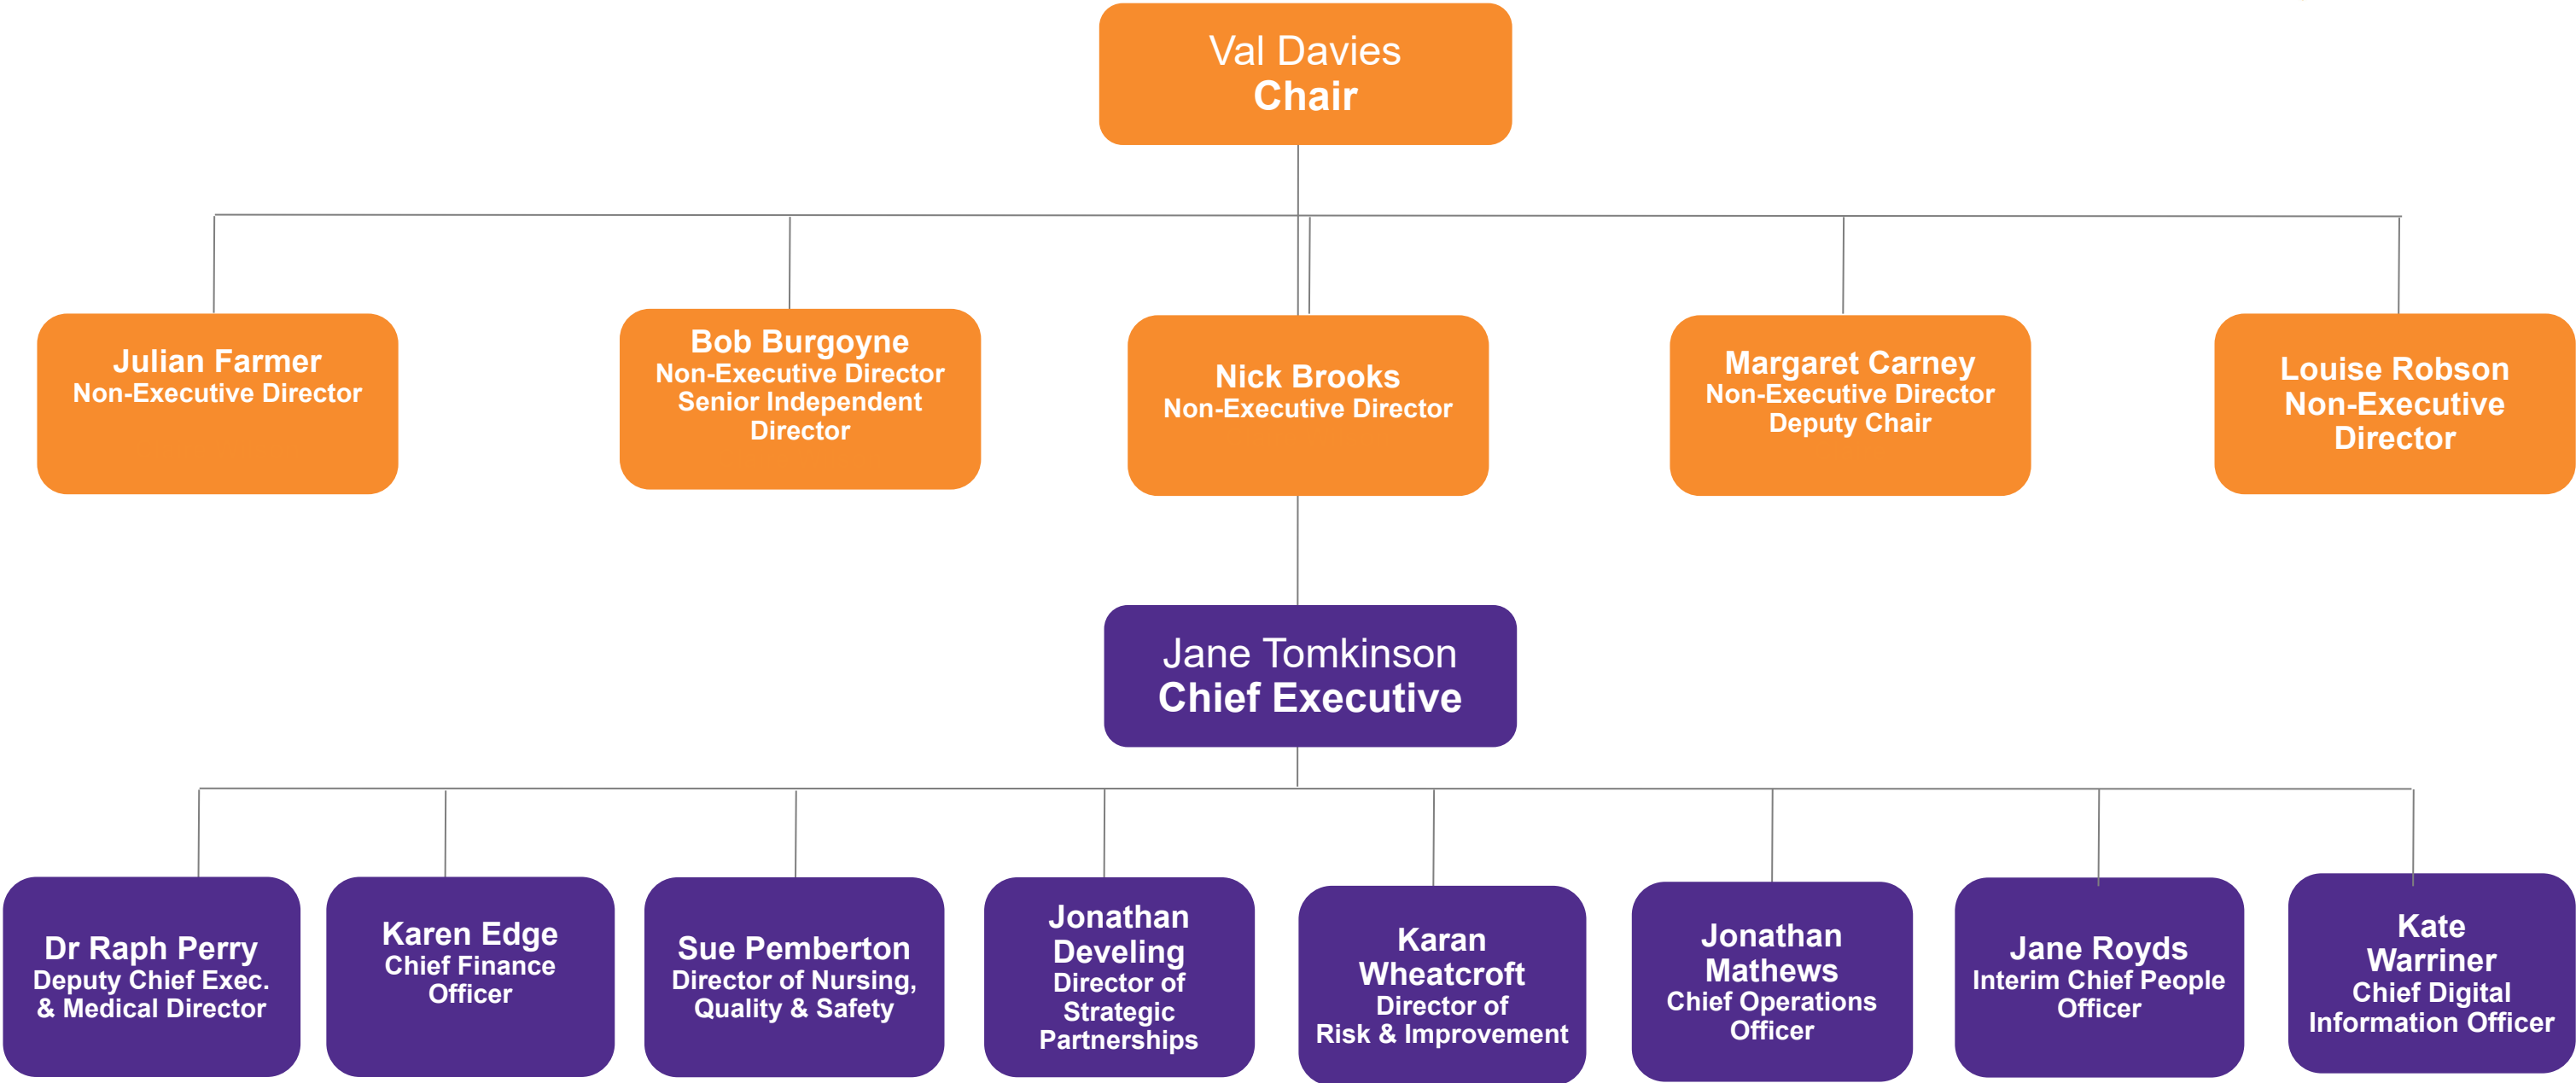 Val Davies
Chair
Julian Farmer
Non-Executive Director
Bob Burgoyne
Non-Executive Director
Senior Independent
Director
Nick Brooks
Non-Executive Director
Margaret Carney
Non-Executive Director
Deputy Chair
Louise Robson
Non-Executive
Director
Jane Tomkinson
Chief Executive
Dr Raph Perry
Deputy Chief Exec.
& Medical Director
Karen Edge
Chief Finance
Officer
Sue Pemberton
Director of Nursing,
Quality & Safety
Jonathan
Develing
Director of
Strategic
Partnerships
Karan
Wheatcroft
Director of
Risk & Improvement
Jonathan
Mathews
Chief Operations
Officer
Jane Royds
Interim Chief People
Officer
Kate
Warriner
Chief Digital
Information Officer